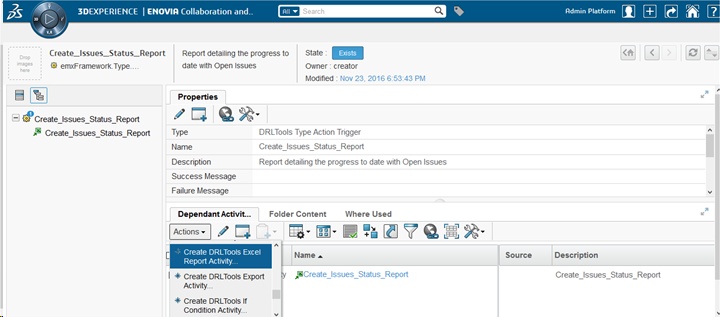 3DEXPERIENCE | ENOVIA Collaboration and..
All
Search
Admin Platform
Drop
images
here
Create_Issues_Status_Report
emxFramework.Type....
Report detailing the progress to
date with Open Issues
State : Exists
Owner : creator
Modified : Nov 23, 2016 6:53:43 PM
1
Create_Issues_Status_Report
Create_Issues_Status_Report
Properties
Type DRLTools Type Action Trigger
Name Create_Issues_Status_Report
Description Report detailing the progress to date with Open Issues
Success Message
Failure Message
Dependant Activit... Folder Content Where Used
Actions
Create DRLTools Excel
Report Activity...
Create DRLTools Export
Activity...
Create DRLTools If
Condition Activity...
Name Source Description
Create_Issues_Status_Report Create_Issues_Status_Report